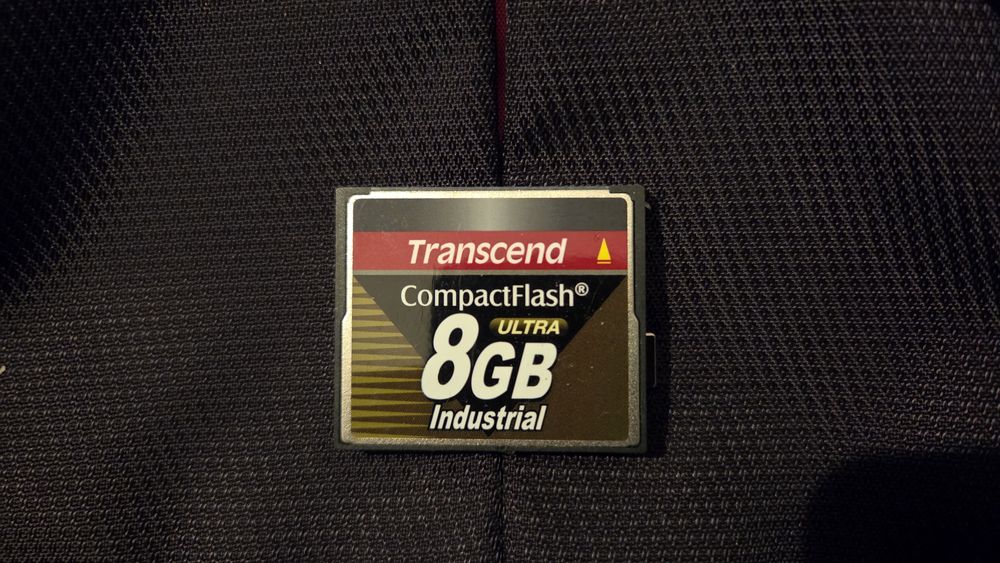 Transcend
CompactFlash®
ULTRA
8GB
Industrial